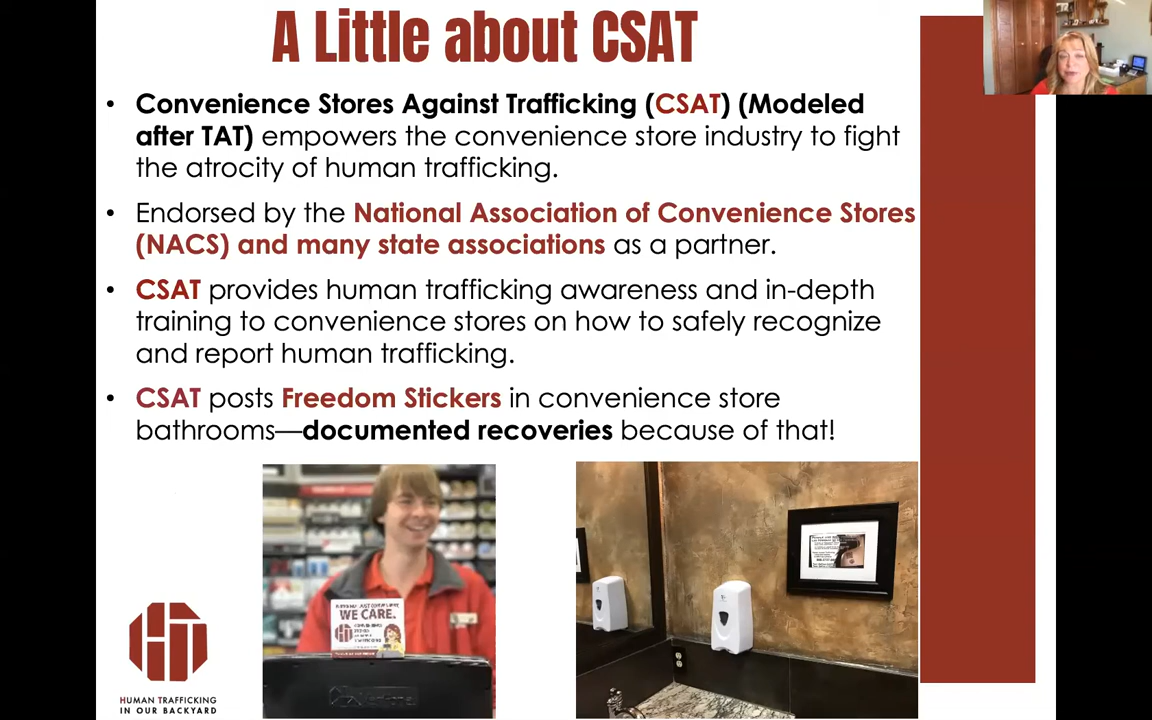 A Little about CSAT
• Convenience Stores Against Trafficking (CSAT) (Modeled
after TAT) empowers the convenience store industry to fight
the atrocity of human trafficking.
• Endorsed by the National Association of Convenience Stores
(NACS) and many state associations as a partner.
• CSAT provides human trafficking awareness and in-depth
training to convenience stores on how to safely recognize
and report human trafficking.
• CSAT posts Freedom Stickers in convenience store
bathrooms—documented recoveries because of that!
WE CARE.
HT
HUMAN TRAFFICKING
IN OUR BACKYARD